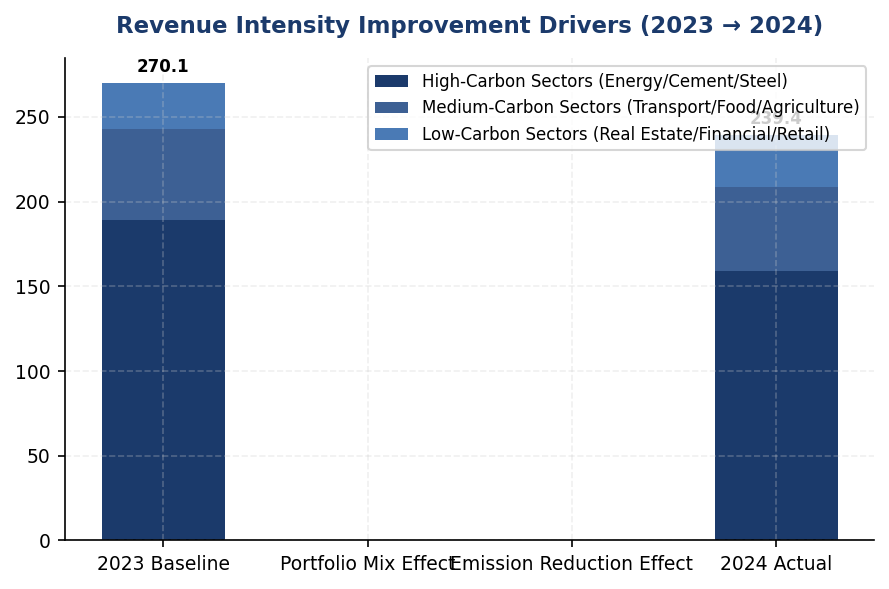 Revenue Intensity Improvement Drivers (2023 → 2024)
270.1
High-Carbon Sectors (Energy/Cement/Steel)
Medium-Carbon Sectors (Transport/Food/Agriculture)
239.4
Low-Carbon Sectors (Real Estate/Financial/Retail)
250
200
150
100
50
0
2023 Baseline
Portfolio Mix Effect
Emission Reduction Effect
2024 Actual